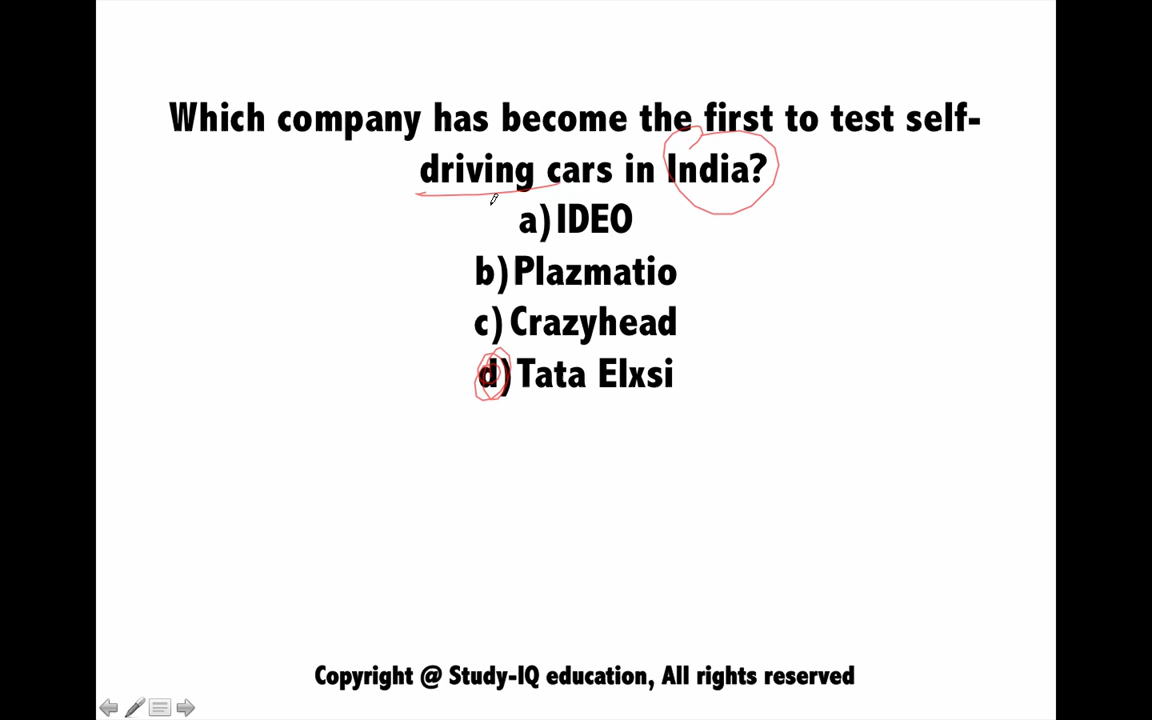 Which company has become the first to test self-
driving cars in India?
a) IDEO
b) Plazmatio
c) Crazyhead
d) Tata Elxsi
Copyright @ Study-IQ education, All rights reserved